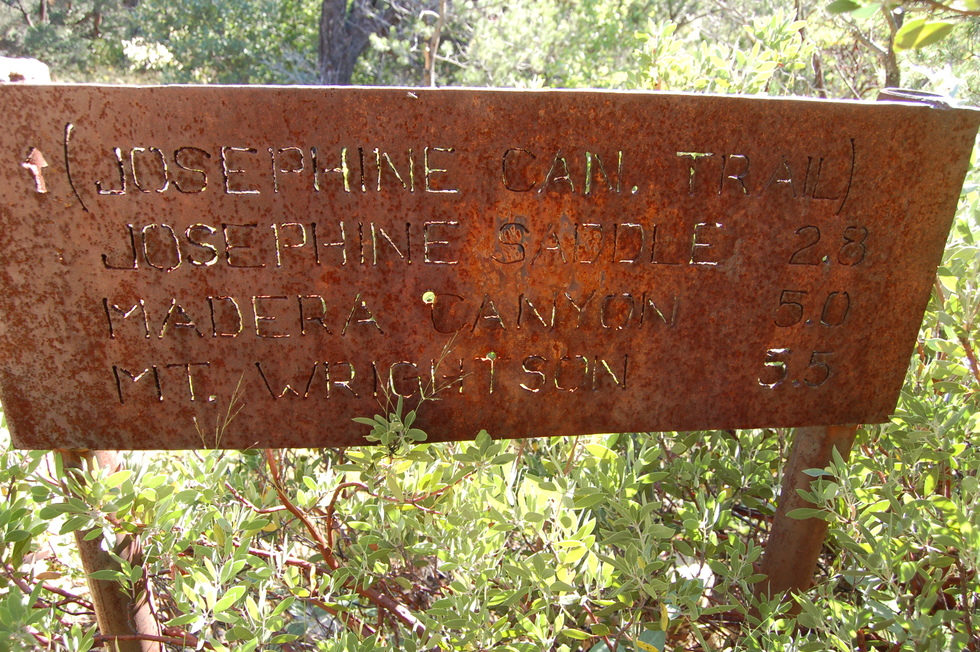 (JOSEPHINE CAN. TRAIL)
JOSEPHINE SADDLE 2.8
MADERA CANYON 5.0
MT. WRIGHTSON 5.5